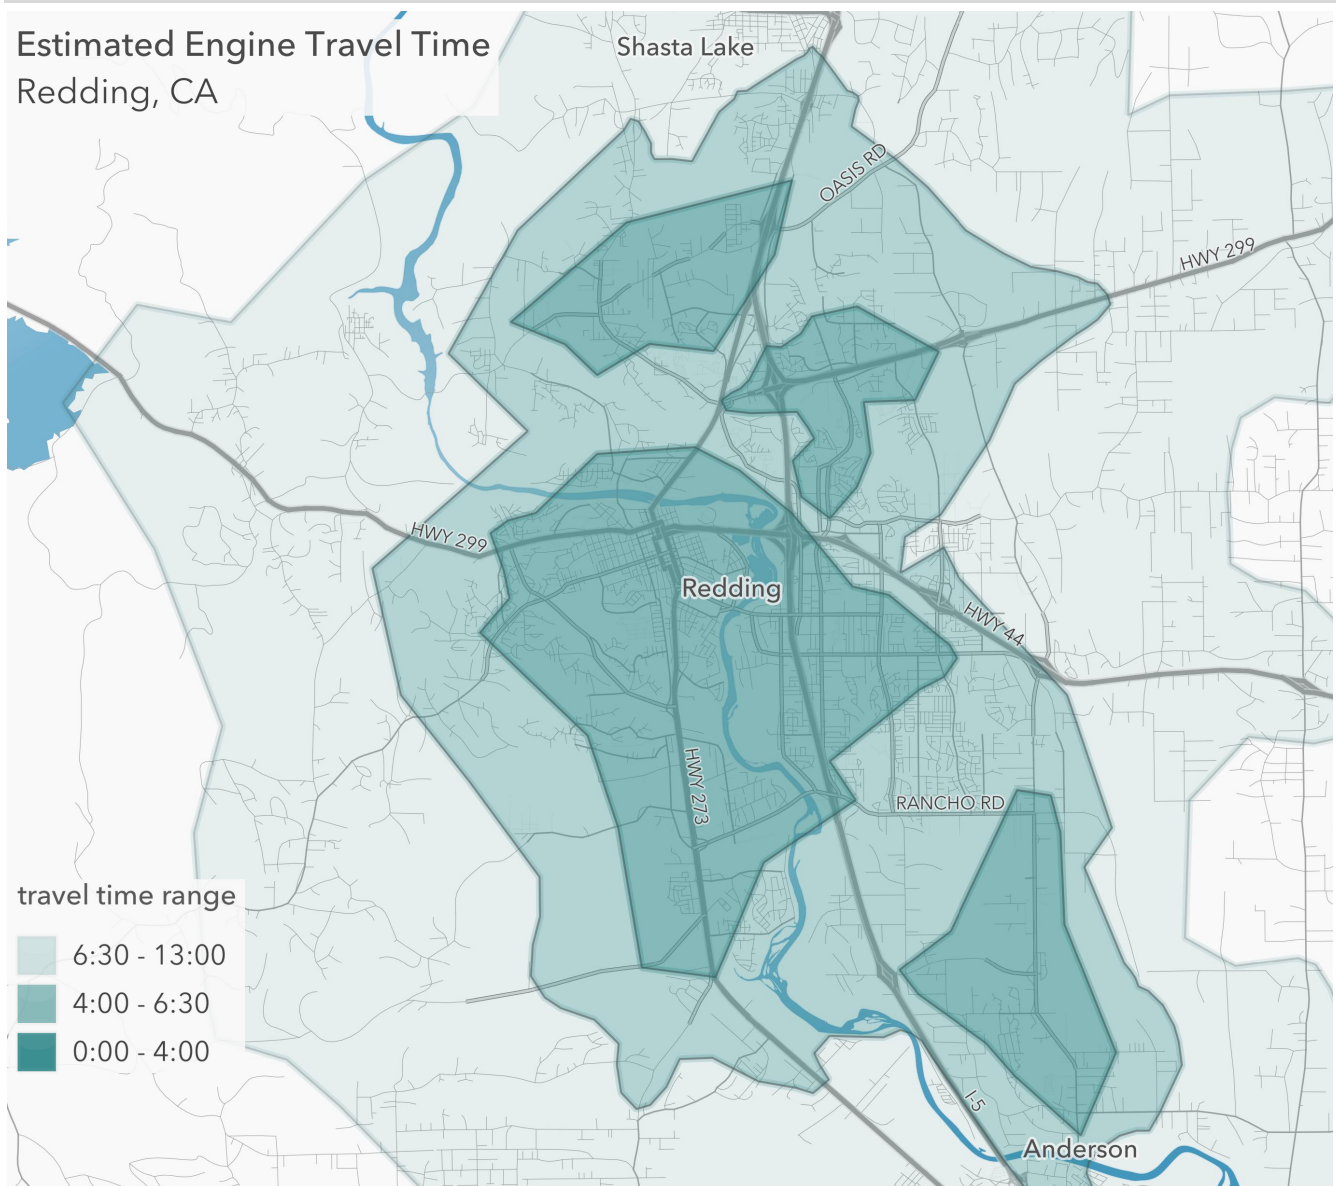 Estimated Engine Travel Time
Redding, CA
Shasta Lake
OASIS RD
HWY 299
HWY 299
Redding
HWY 44
HWY 273
RANCHO RD
travel time range
6:30 - 13:00
4:00 - 6:30
0:00 - 4:00
I-5
Anderson